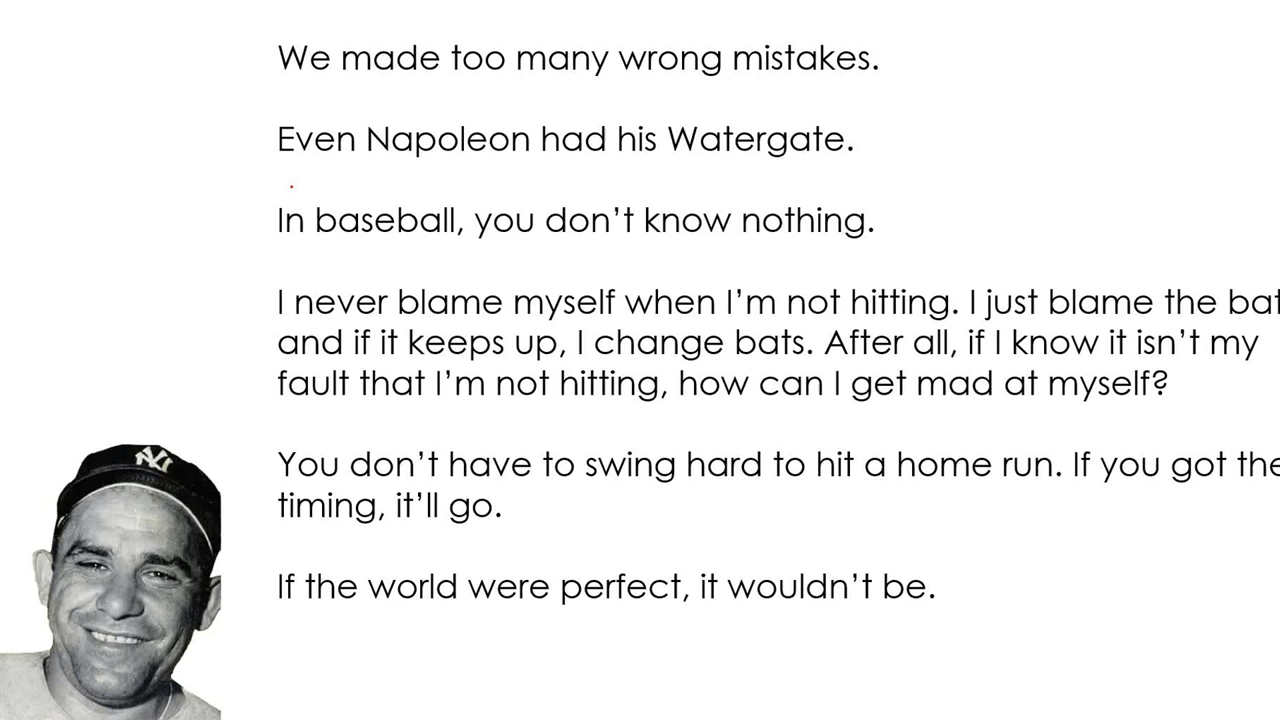 We made too many wrong mistakes.
Even Napoleon had his Watergate.
In baseball, you don’t know nothing.
I never blame myself when I’m not hitting. I just blame the bat
and if it keeps up, I change bats. After all, if I know it isn’t my
fault that I’m not hitting, how can I get mad at myself?
You don’t have to swing hard to hit a home run. If you got the
timing, it’ll go.
If the world were perfect, it wouldn’t be.
NY